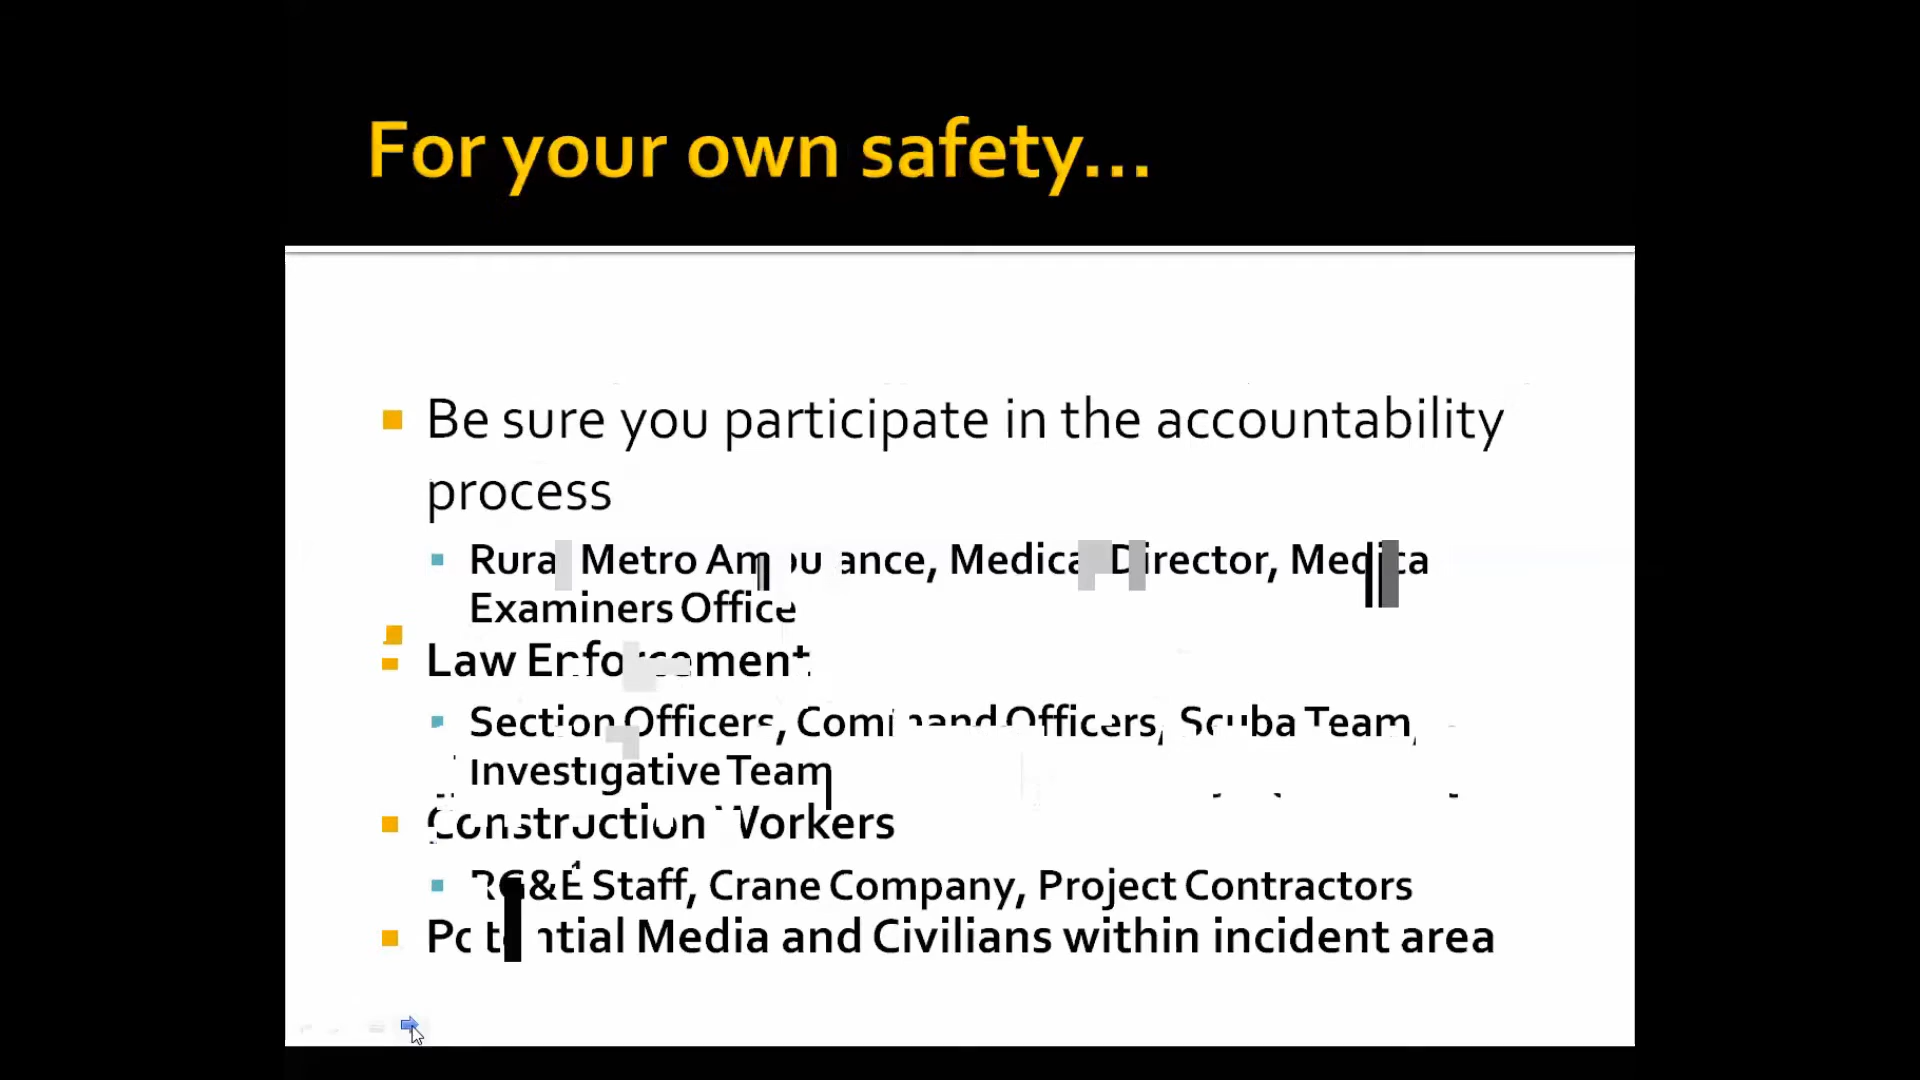 For your own safety...
Be sure you participate in the accountability
process
Rural Metro Ambulance, Medical Director, Medica
Examiners Office
Law Enforcement
Section Officers, Command Officers, Scuba Team,
Investigative Team
Construction Workers
RG&E Staff, Crane Company, Project Contractors
Potential Media and Civilians within incident area